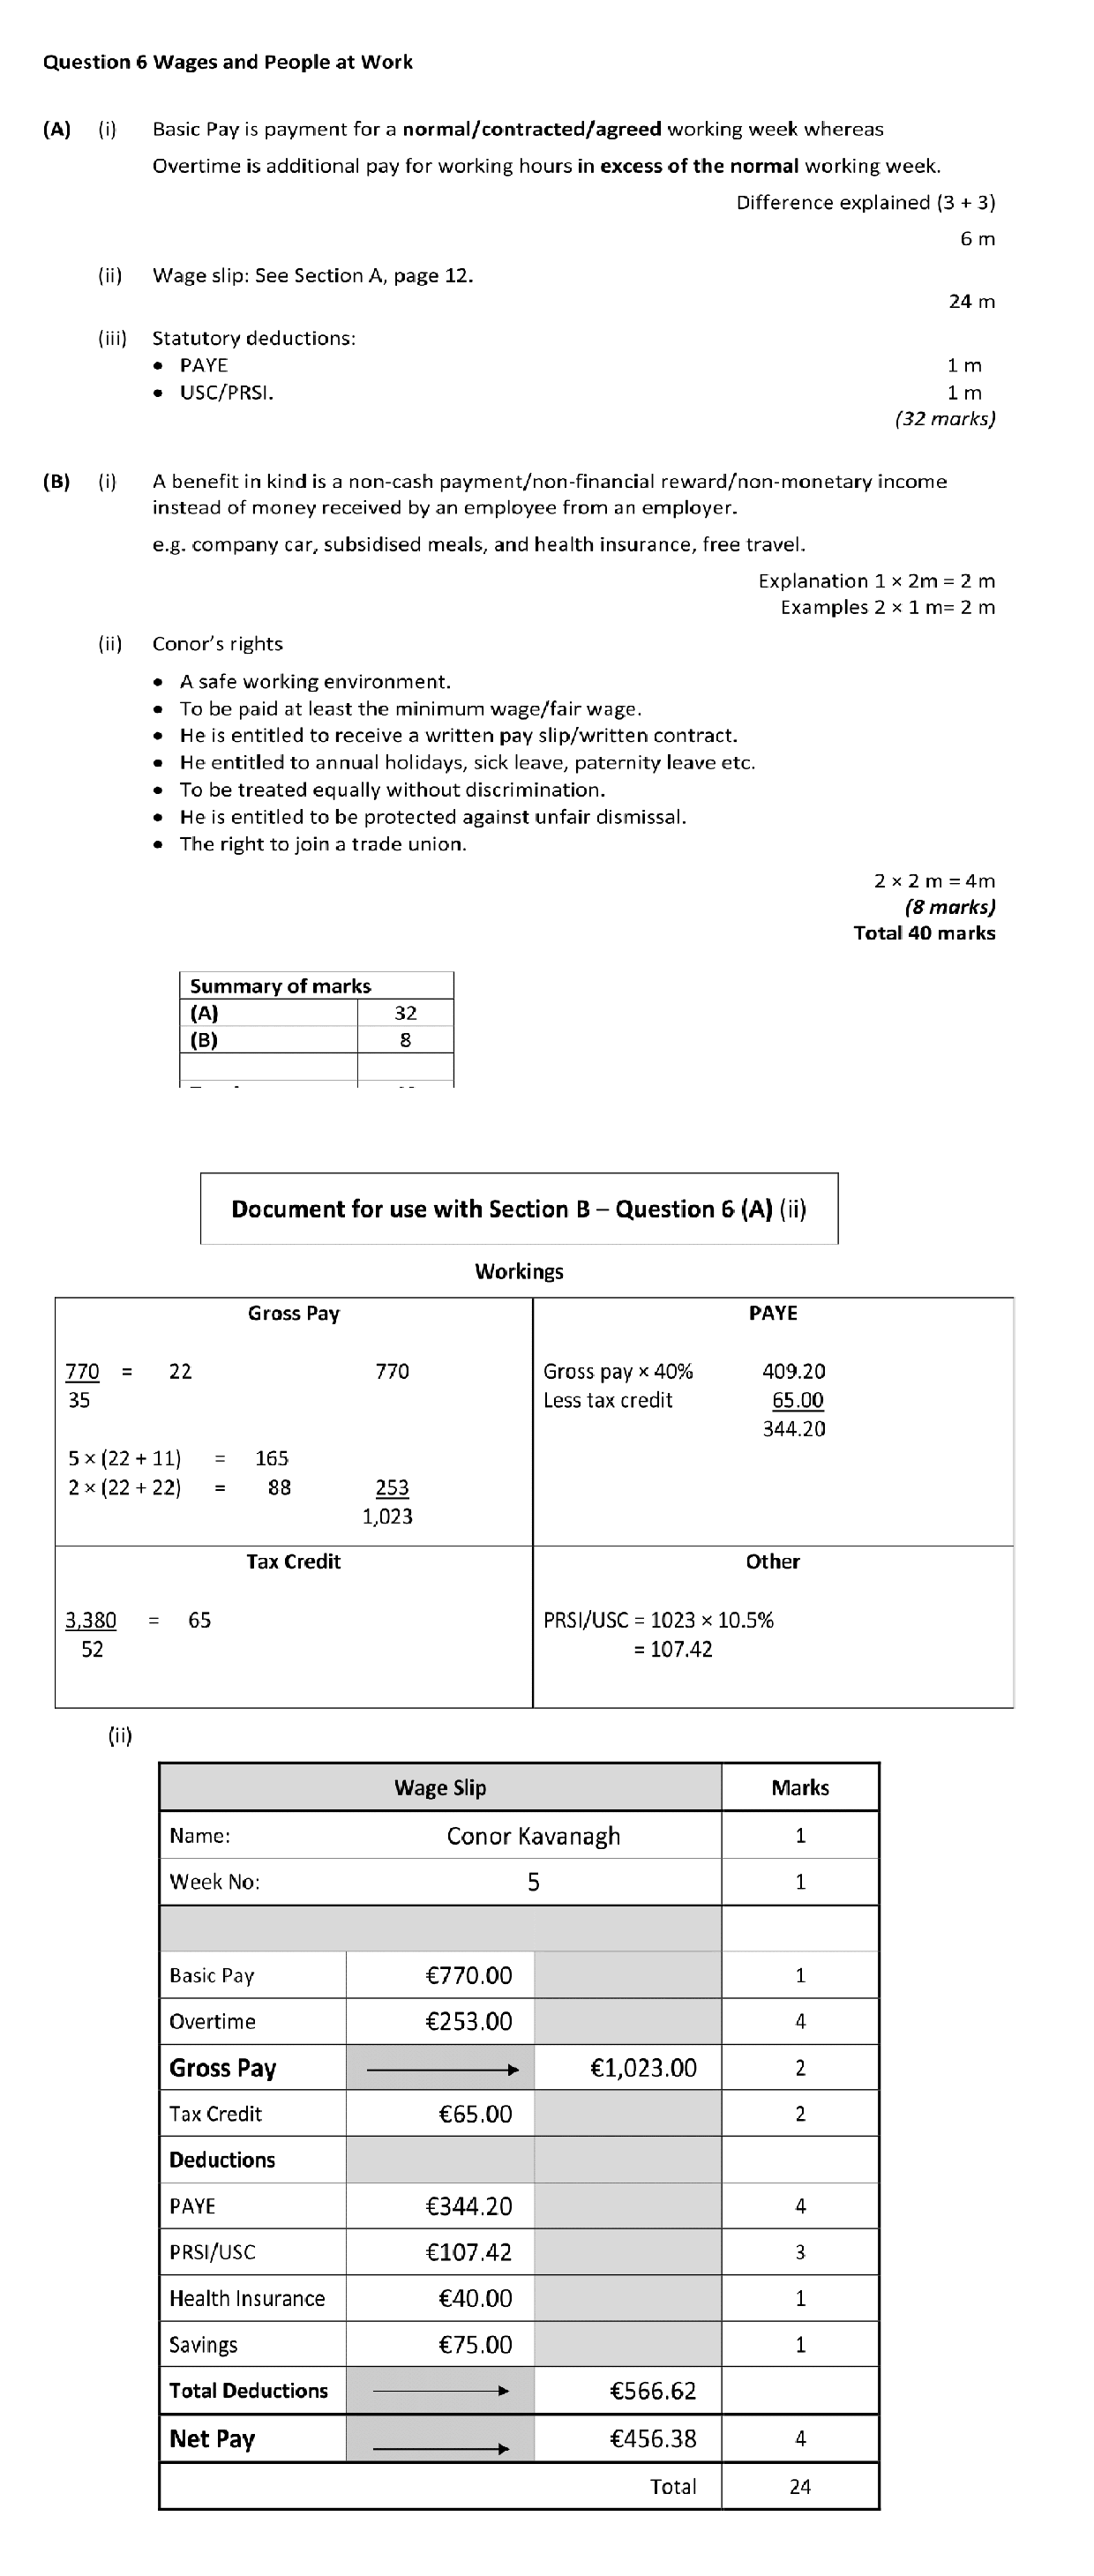 Question 6 Wages and People at Work
(A) (i) Basic Pay is payment for a normal/contracted/agreed working week whereas
Overtime is additional pay for working hours in excess of the normal working week.
Difference explained (3 + 3)
6 m
(ii) Wage slip: See Section A, page 12.
24 m
(iii) Statutory deductions:
• PAYE 1 m
• USC/PRSI. 1 m
(32 marks)
(B) (i) A benefit in kind is a non-cash payment/non-financial reward/non-monetary income
instead of money received by an employee from an employer.
e.g. company car, subsidised meals, and health insurance, free travel.
Explanation 1 × 2m = 2 m
Examples 2 × 1 m= 2 m
(ii) Conor's rights
• A safe working environment.
• To be paid at least the minimum wage/fair wage.
• He is entitled to receive a written pay slip/written contract.
• He entitled to annual holidays, sick leave, paternity leave etc.
• To be treated equally without discrimination.
• He is entitled to be protected against unfair dismissal.
• The right to join a trade union.
2 × 2 m = 4m
(8 marks)
Total 40 marks
Summary of marks
(A) 32
(B) 8
Document for use with Section B – Question 6 (A) (ii)
Workings
Gross Pay PAYE
770 = 22 770 Gross pay × 40% 409.20
35 Less tax credit 65.00
344.20
5 × (22 + 11) = 165
2 × (22 + 22) = 88 253
1,023
Tax Credit Other
3,380 = 65 PRSI/USC = 1023 × 10.5%
52 = 107.42
(ii)
Wage Slip Marks
Name: Conor Kavanagh 1
Week No: 5 1
Basic Pay €770.00 1
Overtime €253.00 4
Gross Pay €1,023.00 2
Tax Credit €65.00 2
Deductions
PAYE €344.20 4
PRSI/USC €107.42 3
Health Insurance €40.00 1
Savings €75.00 1
Total Deductions €566.62
Net Pay €456.38 4
Total 24